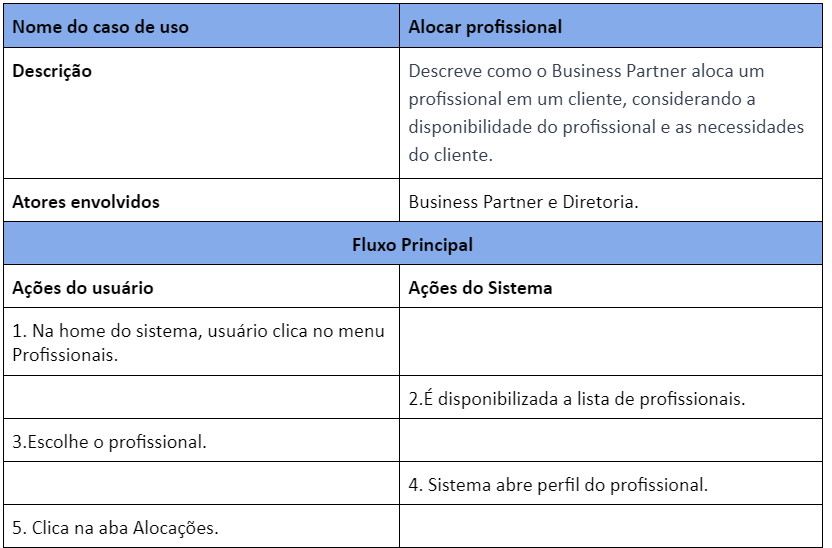 Nome do caso de uso
Alocar profissional
Descrição
Descreve como o Business Partner aloca um
profissional em um cliente, considerando a
disponibilidade do profissional e as necessidades
do cliente.
Atores envolvidos
Business Partner e Diretoria.
Fluxo Principal
Ações do usuário
Ações do Sistema
1. Na home do sistema, usuário clica no menu
Profissionais.
2.É disponibilizada a lista de profissionais.
3.Escolhe o profissional.
4. Sistema abre perfil do profissional.
5. Clica na aba Alocações.